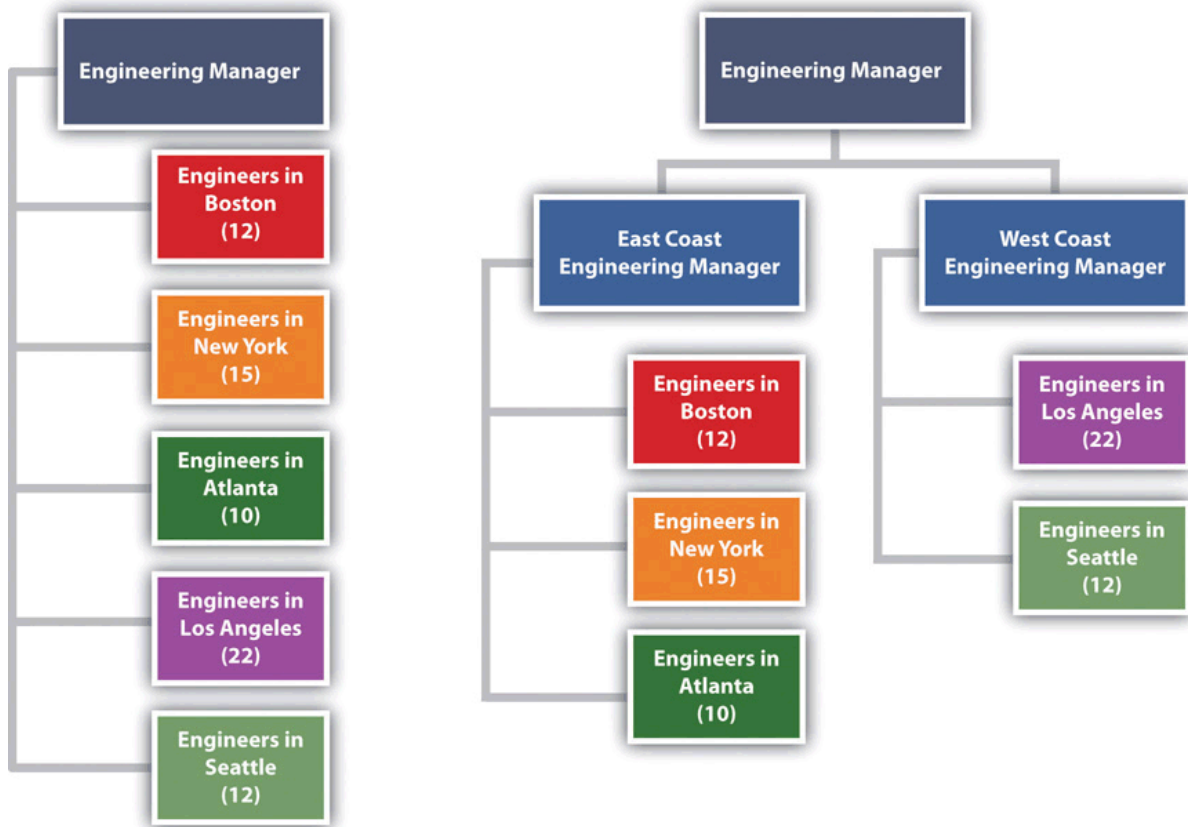 Engineering Manager
Engineers in
Boston
(12)
Engineers in
New York
(15)
Engineers in
Atlanta
(10)
Engineers in
Los Angeles
(22)
Engineers in
Seattle
(12)
Engineering Manager
East Coast
Engineering Manager
Engineers in
Boston
(12)
Engineers in
New York
(15)
Engineers in
Atlanta
(10)
West Coast
Engineering Manager
Engineers in
Los Angeles
(22)
Engineers in
Seattle
(12)